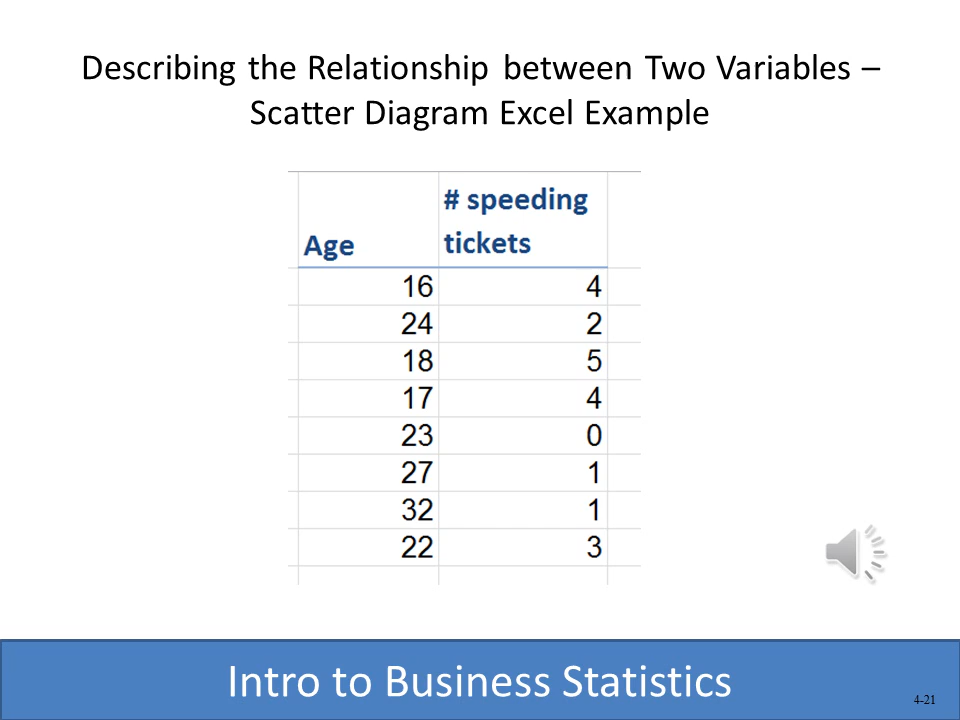 Describing the Relationship between Two Variables –
Scatter Diagram Excel Example
# speeding
Age tickets
16 4
24 2
18 5
17 4
23 0
27 1
32 1
22 3
Intro to Business Statistics
4-21